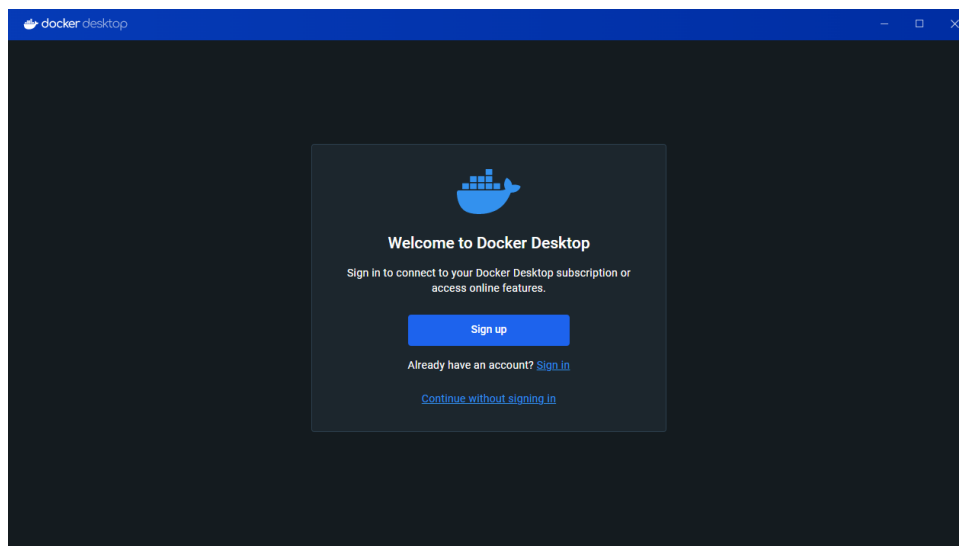 docker desktop
Welcome to Docker Desktop
Sign in to connect to your Docker Desktop subscription or
access online features.
Sign up
Already have an account? Sign in
Continue without signing in